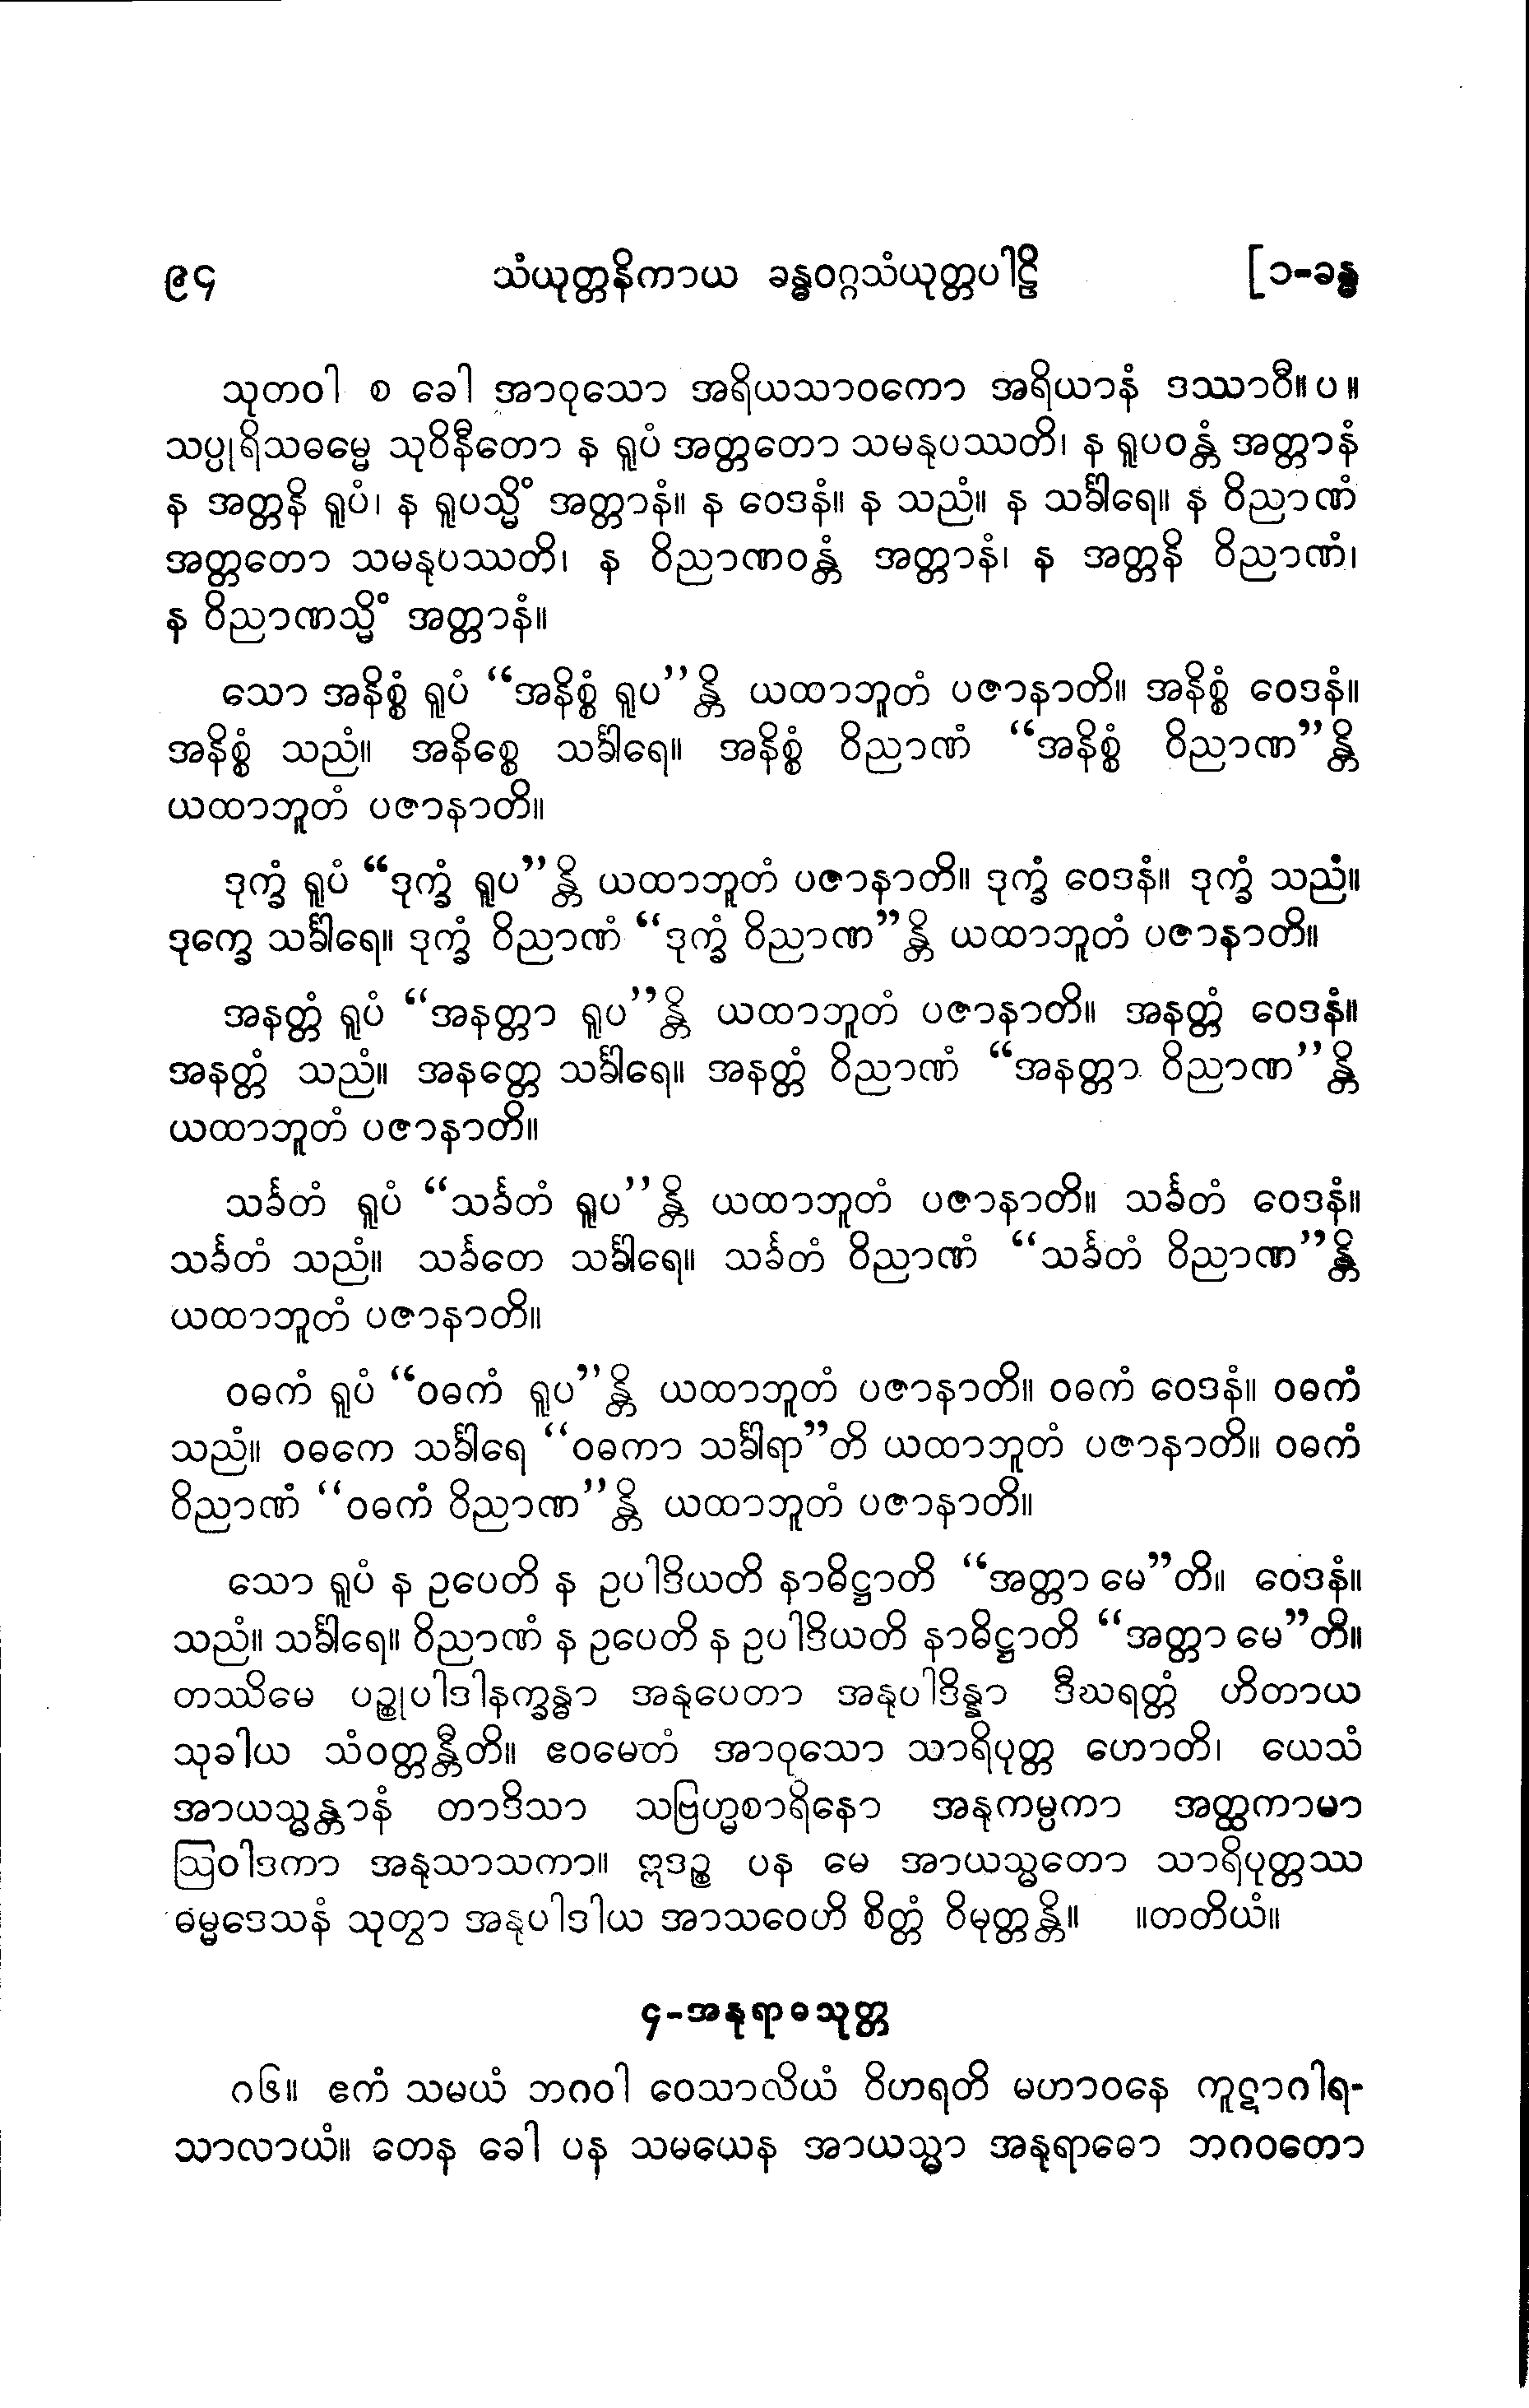 ၉၄ သံယုတ္တနိကာယ ခန္ဓဝဂ္ဂသံယုတ္တပါဠိ [၁-ခန္ဓ
သုတဝါ စ ခေါ အာဝုသော အရိယသာဝကော အရိယာနံ ဒဿာဝီ။ ပ ။
သပ္ပုရိသဓမ္မေ သုဝိနီတော န ရူပံ အတ္တတော သမနုပဿတိ၊ န ရူပဝန္တံ အတ္တာနံ
န အတ္တနိ ရူပံ၊ န ရူပသ္မိံ အတ္တာနံ။ န ဝေဒနံ။ န သညံ။ န သင်္ခါရေ။ န ဝိညာဏံ
အတ္တတော သမနုပဿတိ၊ န ဝိညာဏဝန္တံ အတ္တာနံ၊ န အတ္တနိ ဝိညာဏံ၊
န ဝိညာဏသ္မိံ အတ္တာနံ။
သော အနိစ္စံ ရူပံ “အနိစ္စံ ရူပ”န္တိ ယထာဘူတံ ပဇာနာတိ။ အနိစ္စံ ဝေဒနံ။
အနိစ္စံ သညံ။ အနိစ္စေ သင်္ခါရေ။ အနိစ္စံ ဝိညာဏံ “အနိစ္စံ ဝိညာဏ”န္တိ
ယထာဘူတံ ပဇာနာတိ။
ဒုက္ခံ ရူပံ “ဒုက္ခံ ရူပ”န္တိ ယထာဘူတံ ပဇာနာတိ။ ဒုက္ခံ ဝေဒနံ။ ဒုက္ခံ သညံ။
ဒုက္ခေ သင်္ခါရေ။ ဒုက္ခံ ဝိညာဏံ “ဒုက္ခံ ဝိညာဏ”န္တိ ယထာဘူတံ ပဇာနာတိ။
အနတ္တံ ရူပံ “အနတ္တာ ရူပ”န္တိ ယထာဘူတံ ပဇာနာတိ။ အနတ္တံ ဝေဒနံ။
အနတ္တံ သညံ။ အနတ္တေ သင်္ခါရေ။ အနတ္တံ ဝိညာဏံ “အနတ္တာ ဝိညာဏ”န္တိ
ယထာဘူတံ ပဇာနာတိ။
သင်္ခတံ ရူပံ “သင်္ခတံ ရူပ”န္တိ ယထာဘူတံ ပဇာနာတိ။ သင်္ခတံ ဝေဒနံ။
သင်္ခတံ သညံ။ သင်္ခတေ သင်္ခါရေ။ သင်္ခတံ ဝိညာဏံ “သင်္ခတံ ဝိညာဏ”န္တိ
ယထာဘူတံ ပဇာနာတိ။
ဝဓကံ ရူပံ “ဝဓကံ ရူပ”န္တိ ယထာဘူတံ ပဇာနာတိ။ ဝဓကံ ဝေဒနံ။ ဝဓကံ
သညံ။ ဝဓကေ သင်္ခါရေ “ဝဓကာ သင်္ခါရာ”တိ ယထာဘူတံ ပဇာနာတိ။ ဝဓကံ
ဝိညာဏံ “ဝဓကံ ဝိညာဏ”န္တိ ယထာဘူတံ ပဇာနာတိ။
သော ရူပံ န ဥပေတိ န ဥပါဒိယတိ နာဓိဋ္ဌာတိ “အတ္တာ မေ”တိ။ ဝေဒနံ။
သညံ။ သင်္ခါရေ။ ဝိညာဏံ န ဥပေတိ န ဥပါဒိယတိ နာဓိဋ္ဌာတိ “အတ္တာ မေ”တိ။
တဿိမေ ပဉ္စုပါဒါနက္ခန္ဓာ အနုပေတာ အနုပါဒိန္နာ ဒီဃရတ္တံ ဟိတာယ
သုခါယ သံဝတ္တန္တီတိ။ ဧဝမေတံ အာဝုသော သာရိပုတ္တ ဟောတိ၊ ယေသံ
အာယသ္မန္တာနံ တာဒိသာ သဗြဟ္မစာရိနော အနုကမ္ပကာ အတ္ထကာမာ
ဩဝါဒကာ အနုသာသကာ။ ဣဒဉ္စ ပန မေ အာယသ္မတော သာရိပုတ္တဿ
ဓမ္မဒေသနံ သုတွာ အနုပါဒါယ အာသဝေဟိ စိတ္တံ ဝိမုတ္တန္တိ။ ။တတိယံ။
၄-အနုရာဓသုတ္တ
၈၆။ ဧကံ သမယံ ဘဂဝါ ဝေသာလိယံ ဝိဟရတိ မဟာဝနေ ကူဋာဂါရ-
သာလာယံ။ တေန ခေါ ပန သမယေန အာယသ္မာ အနုရာဓော ဘဂဝတော